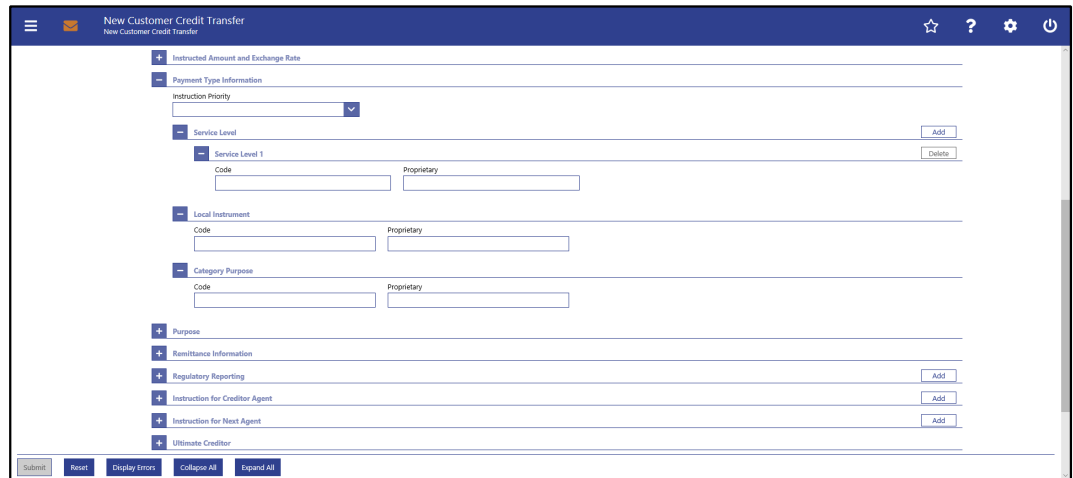 New Customer Credit Transfer
New Customer Credit Transfer
Instructed Amount and Exchange Rate
Payment Type Information
Instruction Priority
Service Level Add
Service Level 1 Delete
Code Proprietary
Local Instrument
Code Proprietary
Category Purpose
Code Proprietary
Purpose
Remittance Information
Regulatory Reporting Add
Instruction for Creditor Agent Add
Instruction for Next Agent Add
Ultimate Creditor
Submit Reset Display Errors Collapse All Expand All